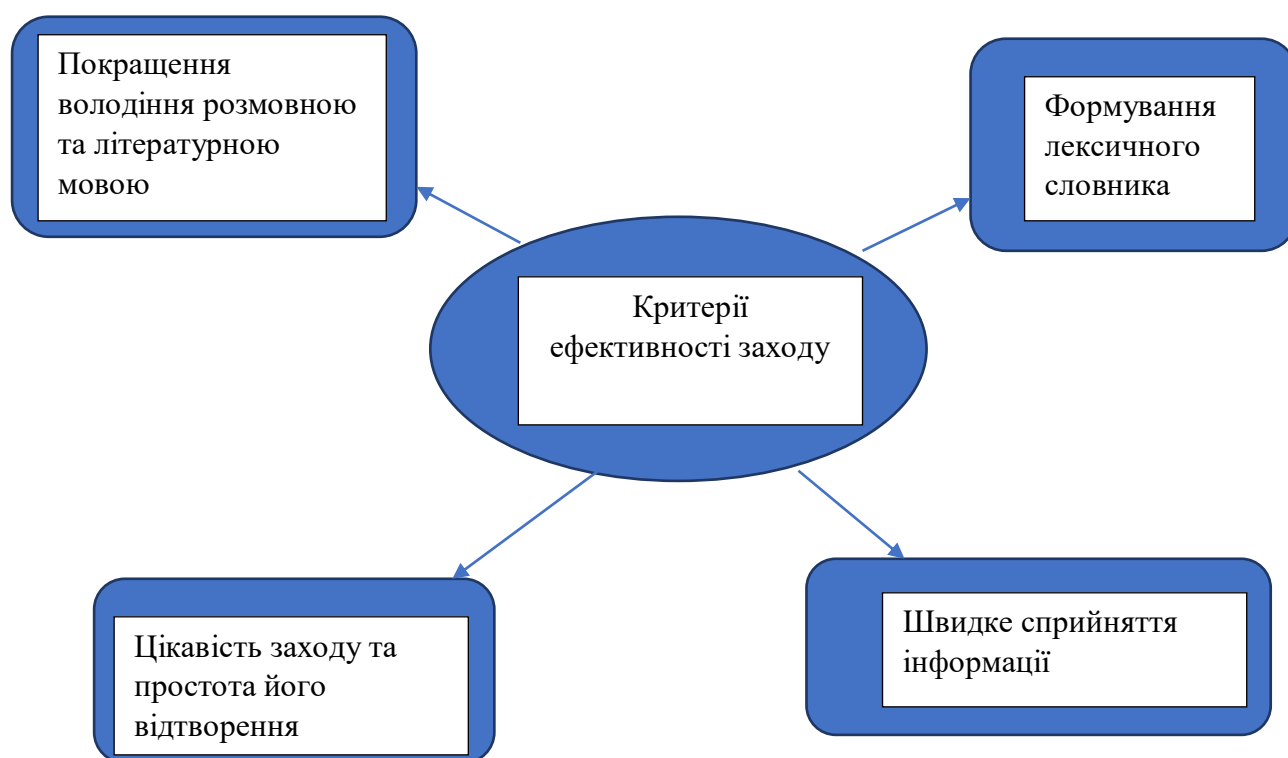 Покращення
володіння розмовною
та літературною
мовою
Формування
лексичного
словника
Критерії
ефективності заходу
Цікавість заходу та
простота його
відтворення
Швидке сприйняття
інформації